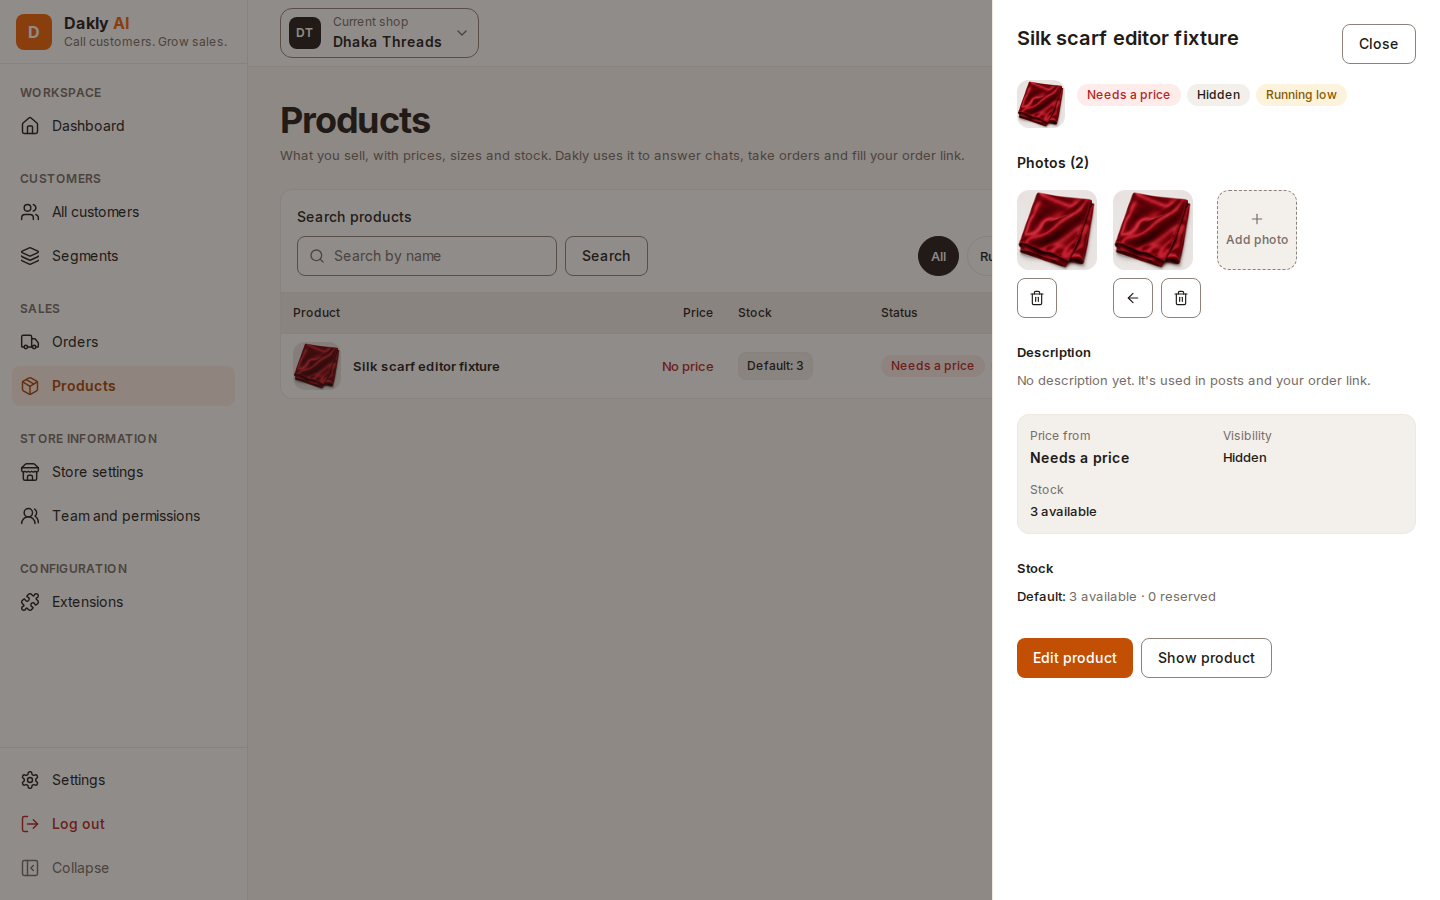 D
Dakly AI
Call customers. Grow sales.
WORKSPACE
Dashboard
CUSTOMERS
All customers
Segments
SALES
Orders
Products
STORE INFORMATION
Store settings
Team and permissions
CONFIGURATION
Extensions
Settings
Log out
Collapse
DT
Current shop
Dhaka Threads
Products
What you sell, with prices, sizes and stock. Dakly uses it to answer chats, take orders and fill your order link.
Search products
Search by name
Search
All
Product Price Stock Status
Silk scarf editor fixture No price Default: 3 Needs a price
Silk scarf editor fixture
Close
Needs a price Hidden Running low
Photos (2)
Add photo
Description
No description yet. It's used in posts and your order link.
Price from Visibility
Needs a price Hidden
Stock
3 available
Stock
Default: 3 available · 0 reserved
Edit product Show product